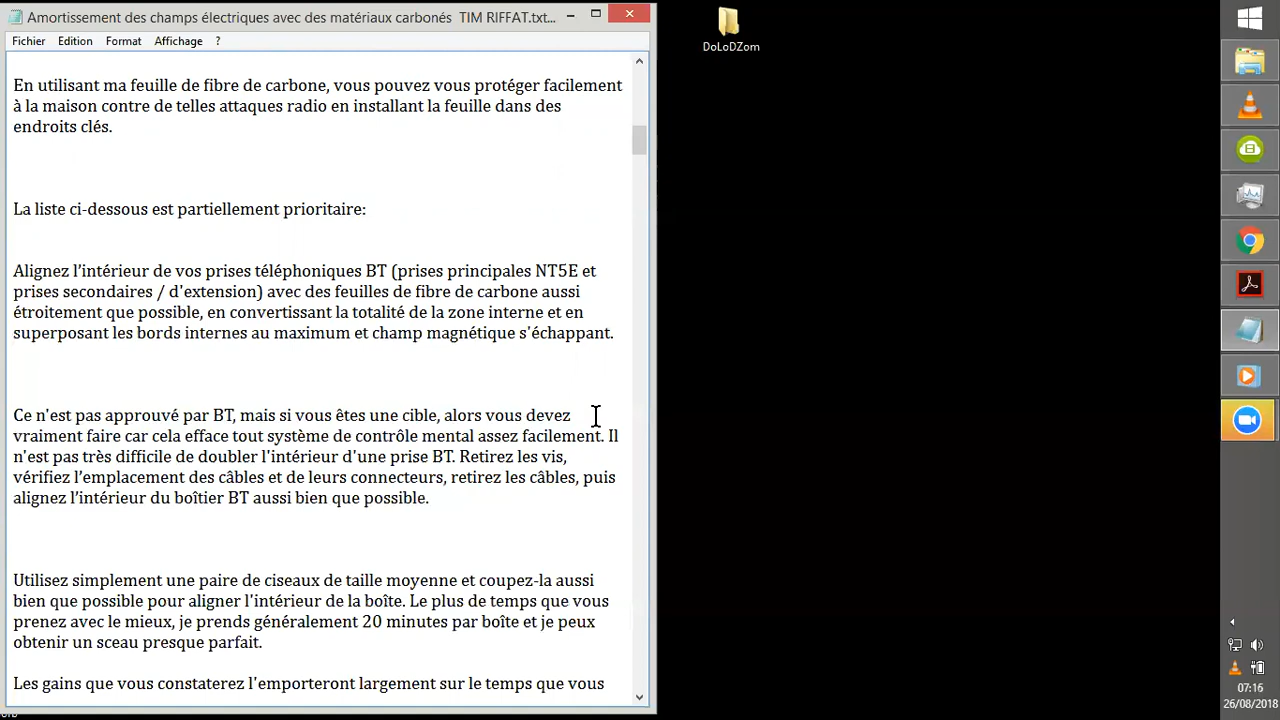 Amortissement des champs électriques avec des matériaux carbonés TIM RIFFAT.txt...
Fichier Edition Format Affichage ?
En utilisant ma feuille de fibre de carbone, vous pouvez vous protéger facilement
à la maison contre de telles attaques radio en installant la feuille dans des
endroits clés.
La liste ci-dessous est partiellement prioritaire:
Alignez l'intérieur de vos prises téléphoniques BT (prises principales NT5E et
prises secondaires / d'extension) avec des feuilles de fibre de carbone aussi
étroitement que possible, en convertissant la totalité de la zone interne et en
superposant les bords internes au maximum et champ magnétique s'échappant.
Ce n'est pas approuvé par BT, mais si vous êtes une cible, alors vous devez
vraiment faire car cela efface tout système de contrôle mental assez facilement. Il
n'est pas très difficile de doubler l'intérieur d'une prise BT. Retirez les vis,
vérifiez l'emplacement des câbles et de leurs connecteurs, retirez les câbles, puis
alignez l'intérieur du boîtier BT aussi bien que possible.
Utilisez simplement une paire de ciseaux de taille moyenne et coupez-la aussi
bien que possible pour aligner l'intérieur de la boîte. Le plus de temps que vous
prenez avec le mieux, je prends généralement 20 minutes par boîte et je peux
obtenir un sceau presque parfait.
Les gains que vous constaterez l'emporteront largement sur le temps que vous
DoLoDZom
07:16
26/08/2018